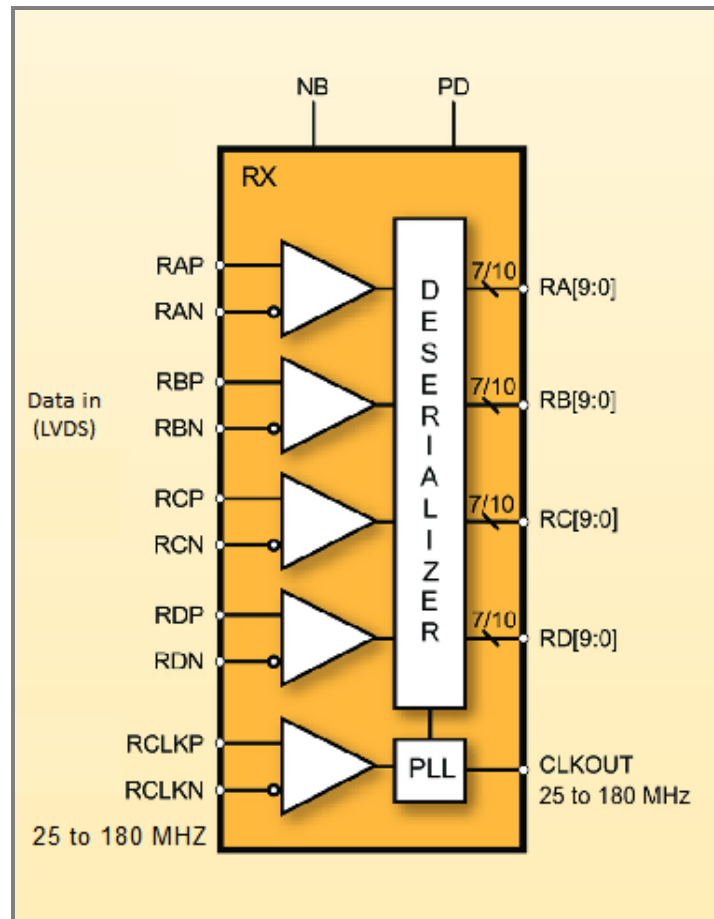 NB PD
RX
RAP
RAN
RBP
RBN
Data in
(LVDS)
RCP
RCN
RDP
RDN
RCLKP
RCLKN
25 to 180 MHZ
DESERIALIZER
PLL
7/10 RA[9:0]
7/10 RB[9:0]
7/10 RC[9:0]
7/10 RD[9:0]
CLKOUT
25 to 180 MHz